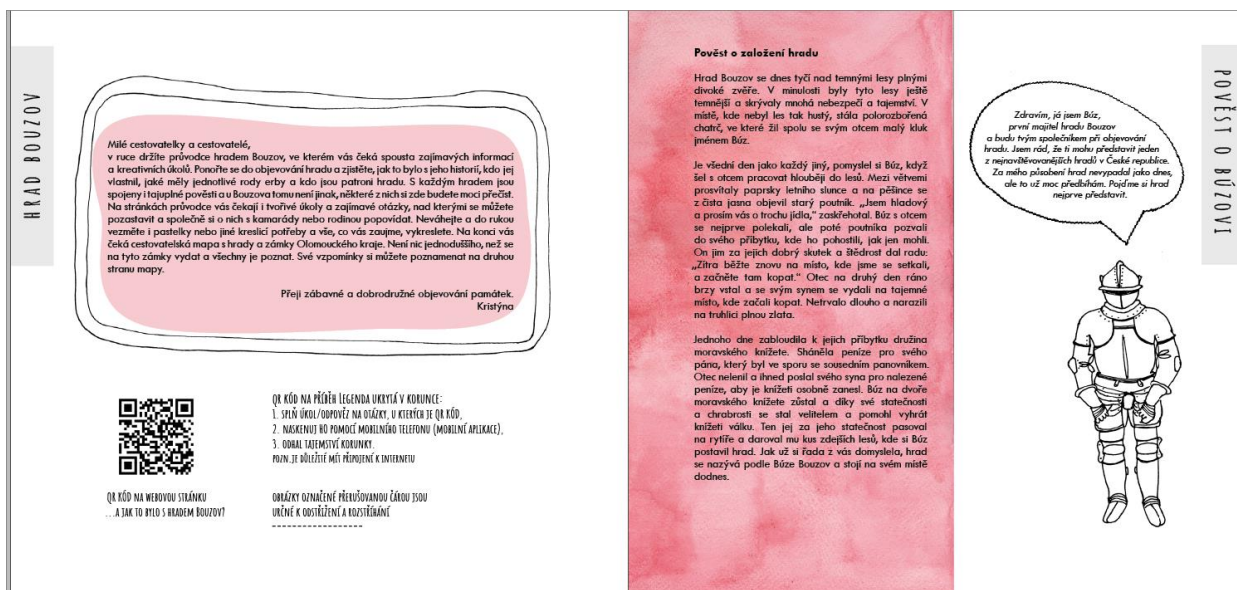 HRAD BOUZOV
Milé cestovatelky a cestovatelé,
v ruce držíte průvodce hradem Bouzov, ve kterém vás čeká spousta zajímavých informací
a kreativních úkolů. Ponořte se do objevování hradu a zjistěte, jak to bylo s jeho historií, kdo jej
vlastnil, jaké měly jednotlivé rody erby a kdo jsou patroni hradu. S každým hradem jsou
spojeny i tajuplné pověsti a u Bouzova tomu není jinak, některé z nich si zde budete moci přečíst.
Na stránkách průvodce vás čekají i tvořivé úkoly a zajímavé otázky, nad kterými se můžete
pozastavit a společně si o nich s kamarády nebo rodinou popovídat. Neváhejte a do rukou
vezměte i pastelky nebo jiné kreslicí potřeby a vše, co vás zaujme, vykreslete. Na konci vás
čeká cestovatelská mapa s hrady a zámky Olomouckého kraje. Není nic jednoduššího, než se
na tyto zámky vydat a všechny je poznat. Své vzpomínky si můžete poznamenat na druhou
stranu mapy.
Přeji zábavné a dobrodružné objevování památek.
Kristýna
QR KÓD NA PŘÍBĚH LEGENDA UKRYTÁ V KORUNCE:
1. SPLŇ ÚKOL/ODPOVĚZ NA OTÁZKY, U KTERÝCH JE QR KÓD,
2. NASKENUJ HO POMOCÍ MOBILNÍHO TELEFONU (MOBILNÍ APLIKACE),
3. ODHAL TAJEMSTVÍ KORUNKY.
POZN.JE DŮLEŽITÉ MÍT PŘIPOJENÍ K INTERNETU
QR KÓD NA WEBOVOU STRÁNKU
...A JAK TO BYLO S HRADEM BOUZOV?
OBRÁZKY OZNAČENÉ PŘERUŠOVANOU ČÁROU JSOU
URČNÉ K ODSTŘIŽENÍ A ROZSTŘÍHÁNÍ
Pověst o založení hradu
Hrad Bouzov se dnes tyčí nad temnými lesy plnými
divoké zvěře. V minulosti byly tyto lesy ještě
temnější a skrývaly mnohá nebezpečí a tajemství. V
místě, kde nebyl les tak hustý, stála polorozbořená
chatrč, ve které žil spolu se svým otcem malý kluk
jménem Búz.
Je všední den jako každý jiný, pomyslel si Búz, když
šel s otcem pracovat hlouběji do lesů. Mezi větvemi
prosvítaly paprsky letního slunce a na pěšince se
z čista jasna objevil starý poutník. „Jsem hladový
a prosím vás o trochu jídla,“ zaskřehotal. Búz s otcem
se nejprve polekali, ale poté poutníka pozvali
do svého příbytku, kde ho pohostili, jak jen mohli.
On jim za jejich dobrý skutek a štědrost dal radu:
„Zítra běžte znovu na místo, kde jsme se setkali,
a začněte tam kopat.“ Otec na druhý den ráno
brzy vstal a se svým synem se vydali na tajemné
místo, kde začali kopat. Netrvalo dlouho a narazili
na truhlici plnou zlata.
Jednoho dne zabloudila k jejich příbytku družina
moravského knížete. Sháněla peníze pro svého
pána, který byl ve sporu se sousedním panovníkem.
Otec nelenil a ihned poslal svého syna pro nalezené
peníze, aby je knížeti osobně zanesl. Búz na dvoře
moravského knížete zůstal a díky své statečnosti
a chrabrosti se stal velitelem a pomohl vyhrát
knížeti válku. Ten jej za jeho statečnost pasoval
na rytíře a daroval mu kus zdejších lesů, kde si Búz
postavil hrad. Jak už si řada z vás domyslela, hrad
se nazývá podle Búze Bouzov a stojí na svém místě
dodnes.
Zdravím, já jsem Búz,
první majitel hradu Bouzov
a budu tvým společníkem při objevování
hradu. Jsem rád, že ti mohu představit jeden
z nejnavštěvovanějších hradů v České republice.
Za mého působení hrad nevypadal jako dnes,
ale to už moc předbíhám. Pojďme si hrad
nejprve představit.
POVĚST O BÚZOVI